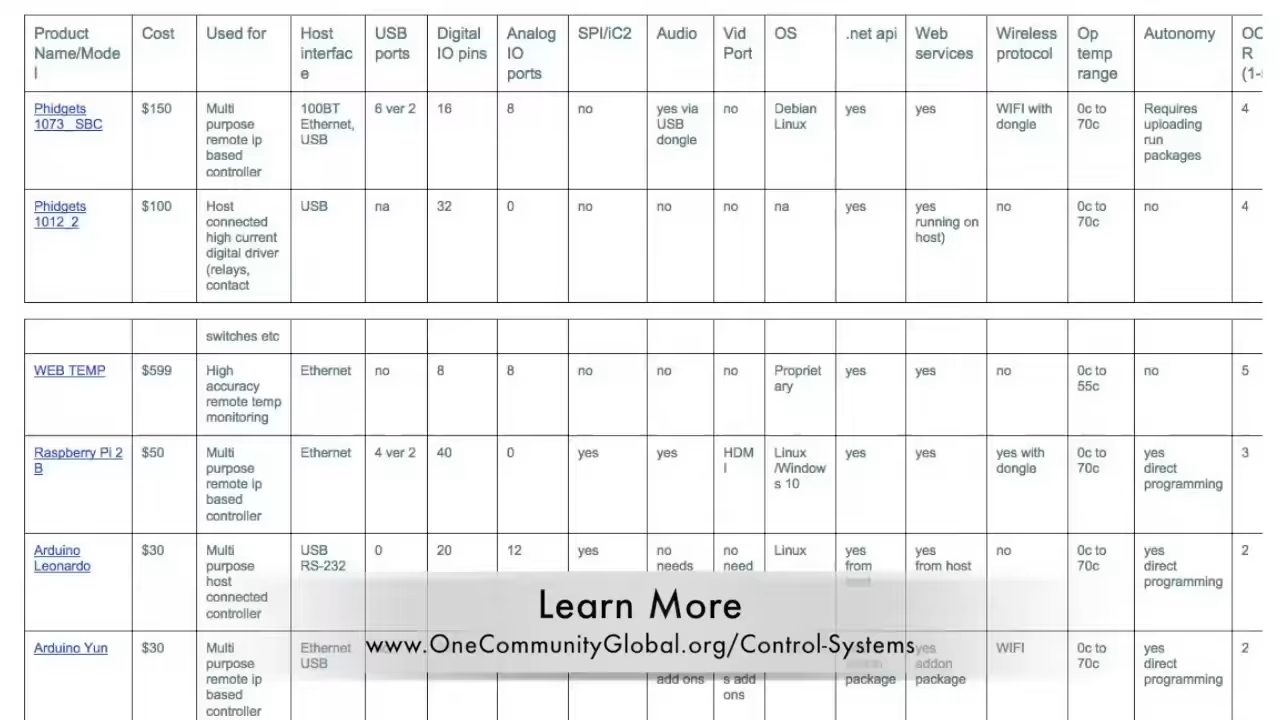 Product Name/Model Cost Used for Host interface USB ports Digital IO pins Analog IO ports SPI/iC2 Audio Vid Port OS .net api Web services Wireless protocol Op temp range Autonomy
Phidgets 1073_ SBC $150 Multi purpose remote ip based controller 100BT Ethernet, USB 6 ver 2 16 8 no yes via USB dongle no Debian Linux yes yes WIFI with dongle 0c to 70c Requires uploading run packages 4
Phidgets 1012_2 $100 Host connected high current digital driver (relays, contact USB na 32 0 no no no na yes yes running on host) no 0c to 70c no 4
switches etc
WEB TEMP $599 High accuracy remote temp monitoring Ethernet no 8 8 no no no Proprietary yes yes no 0c to 55c no 5
Raspberry Pi 2 B $50 Multi purpose remote ip based controller Ethernet 4 ver 2 40 0 yes yes HDMI Linux /Windows 10 yes yes yes with dongle 0c to 70c yes direct programming 3
Arduino Leonardo $30 Multi purpose host connected controller USB RS-232 0 20 12 yes no needs no need Linux yes from yes from host no 0c to 70c yes direct programming 2
Learn More
www.OneCommunityGlobal.org/Control-Systems
Arduino Yun $30 Multi purpose remote ip based controller Ethernet USB add ons s add ons package yes addon package WIFI 0c to 70c yes direct programming 2